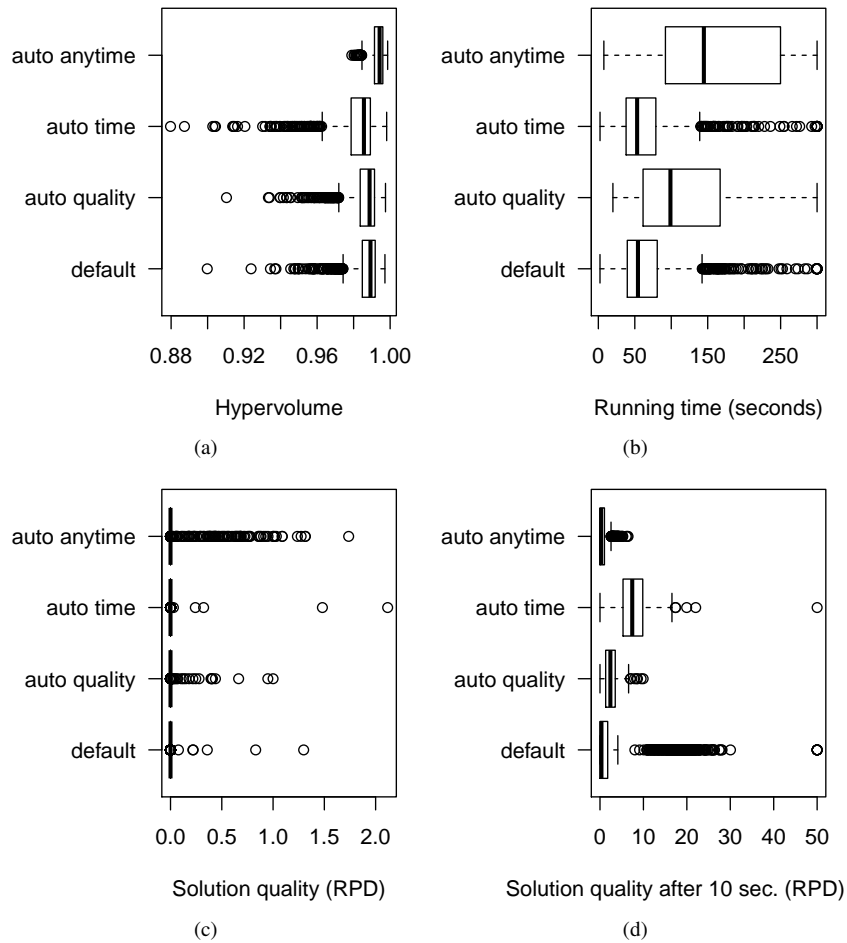 auto anytime
auto time
auto quality
default
0.88 0.92 0.96 1.00
Hypervolume
(a)
auto anytime
auto time
auto quality
default
0 50 150 250
Running time (seconds)
(b)
auto anytime
auto time
auto quality
default
0.0 0.5 1.0 1.5 2.0
Solution quality (RPD)
(c)
auto anytime
auto time
auto quality
default
0 10 20 30 40 50
Solution quality after 10 sec. (RPD)
(d)